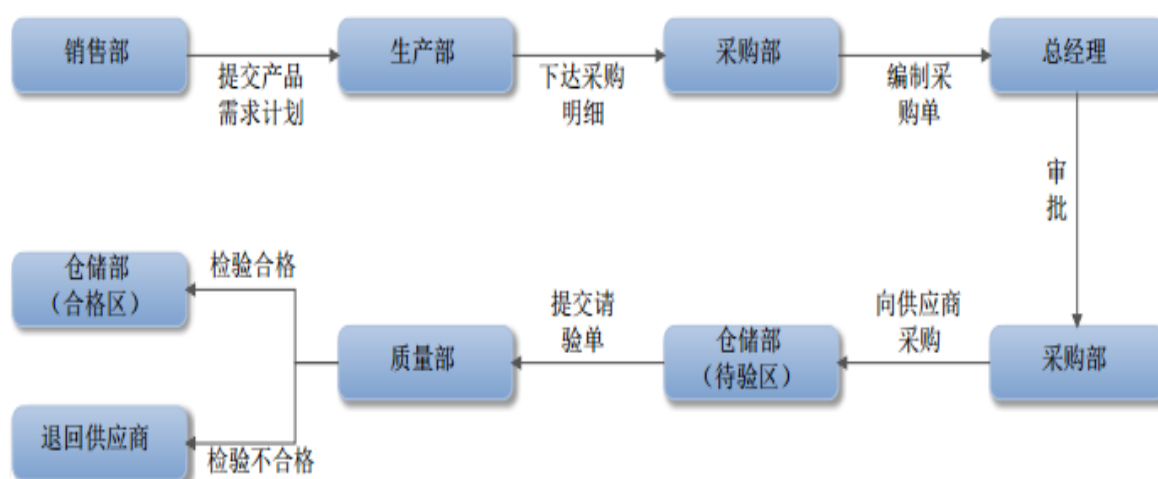 销售部
提交产品
需求计划
生产部
下达采购
明细
采购部
编制采
购单
总经理
审
批
采购部
向供应商
采购
仓储部
（待验区）
提交请
验单
质量部
检验合格
仓储部
（合格区）
检验不合格
退回供应商